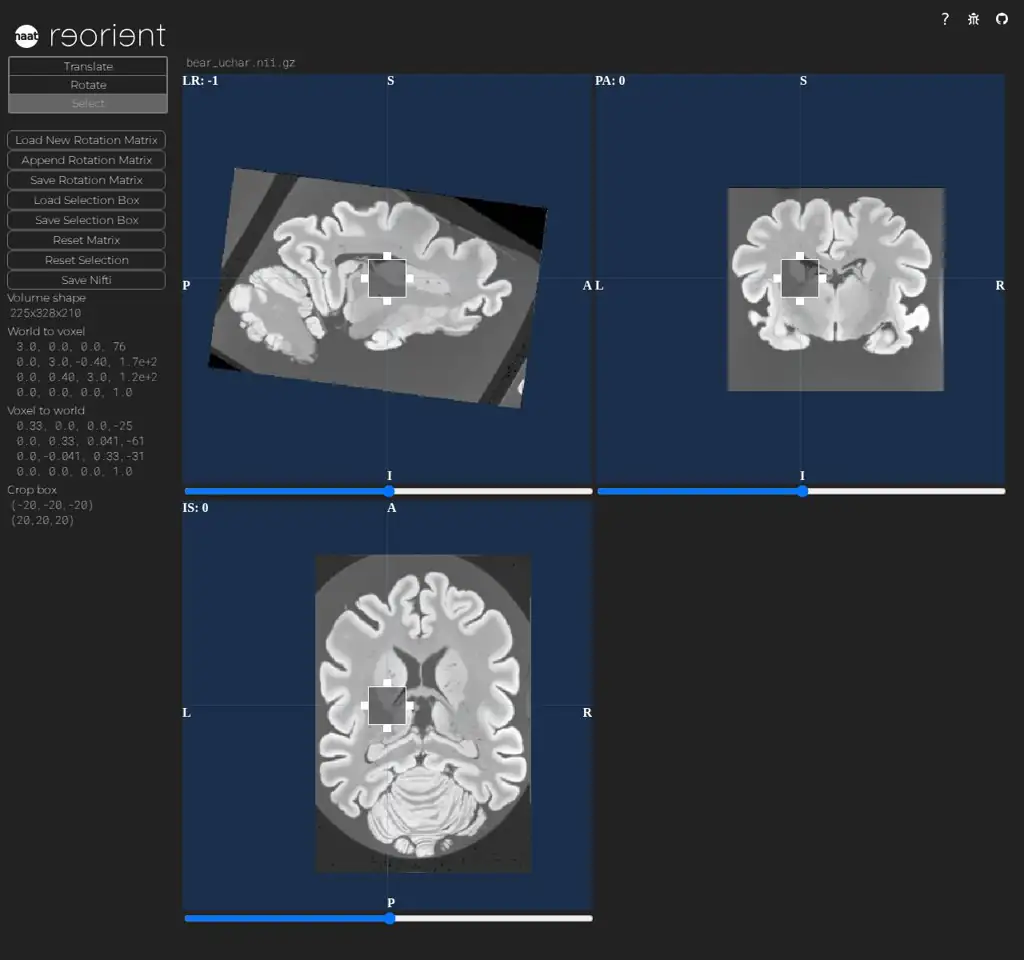 naat reorient
?
Translate
Rotate
Select
Load New Rotation Matrix
Append Rotation Matrix
Save Rotation Matrix
Load Selection Box
Save Selection Box
Reset Matrix
Reset Selection
Save Nifti
Volume shape
225x328x210
World to voxel
3.0, 0.0, 0.0, 76
0.0, 3.0,-0.40, 1.7e+2
0.0, 0.40, 3.0, 1.2e+2
0.0, 0.0, 0.0, 1.0
Voxel to world
0.33, 0.0, 0.0,-25
0.0, 0.33, 0.041,-61
0.0,-0.041, 0.33,-31
0.0, 0.0, 0.0, 1.0
Crop box
(-20,-20,-20)
(20,20,20)
bear_uchar.nii.gz
LR: -1
S
P
A
I
PA: 0
S
L
R
I
IS: 0
A
L
R
P